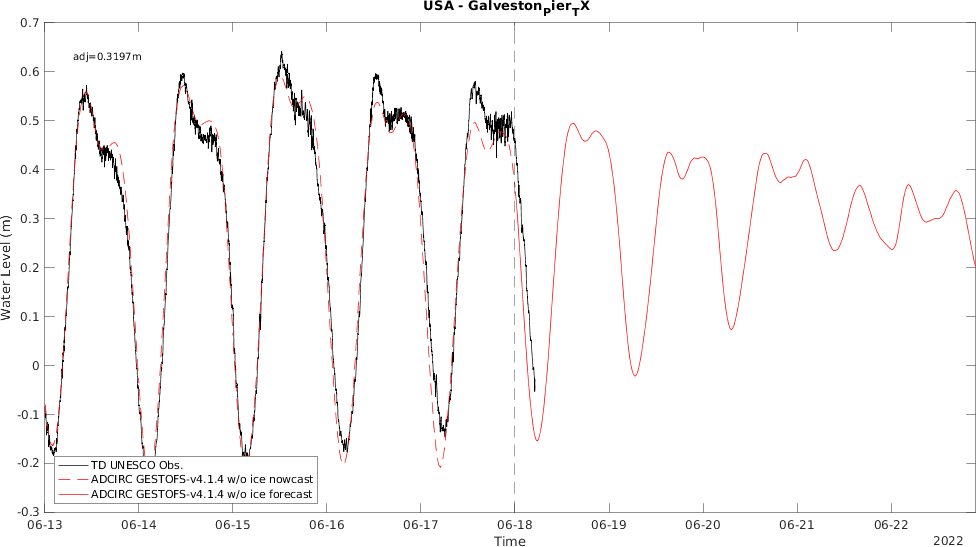 USA - Galveston_Pier_TX
adj=0.3197m
0.7
0.6
0.5
0.4
0.3
0.2
0.1
0
-0.1
-0.2
-0.3
Water Level (m)
TD UNESCO Obs.
ADCIRC GESTOFS-v4.1.4 w/o ice nowcast
ADCIRC GESTOFS-v4.1.4 w/o ice forecast
06-13 06-14 06-15 06-16 06-17 06-18 06-19 06-20 06-21 06-22
Time
2022